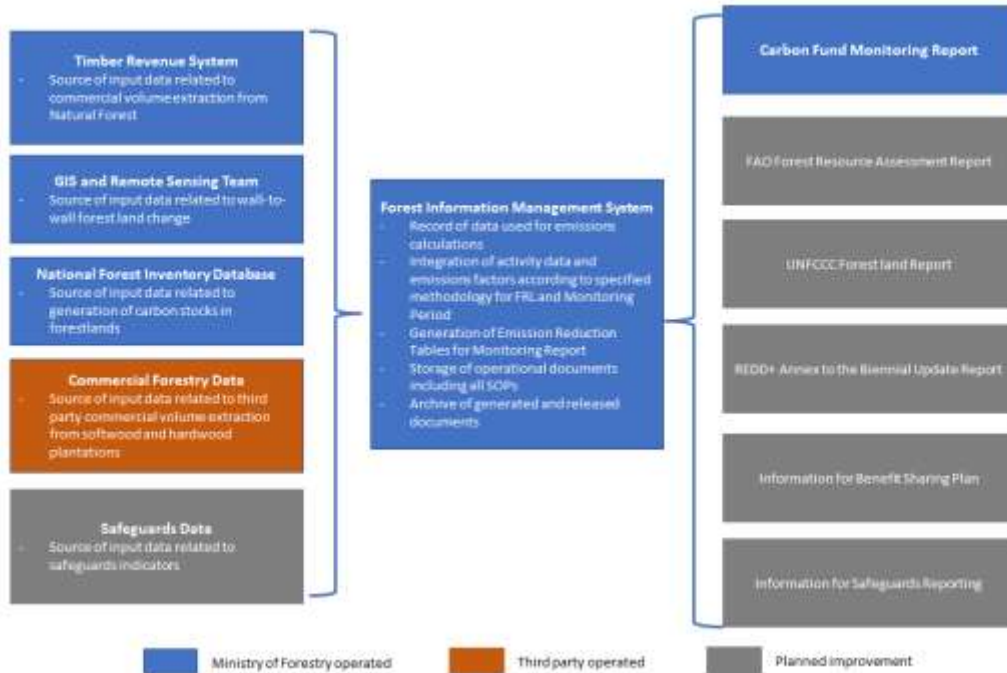 Timber Revenue System
- Source of input data related to
commercial volume extraction from
Natural Forest
GIS and Remote Sensing Team
- Source of input data related to wall-to-
wall forest land change
National Forest Inventory Database
- Source of input data related to
generation of carbon stocks in
forestlands
Commercial Forestry Data
- Source of input data related to third
party commercial volume extraction
from softwood and hardwood
plantations
Safeguards Data
- Source of input data related to
safeguards indicators
Forest Information Management System
- Record of data used for emissions
calculations
- Integration of activity data and
emissions factors according to specified
methodology for FRL and Monitoring
Period
- Generation of Emission Reduction
Tables for Monitoring Report
- Storage of operational documents
including all SOPs
- Archive of generated and released
documents
Carbon Fund Monitoring Report
FAO Forest Resource Assessment Report
UNFCCC Forest land Report
REDD+ Annex to the Biennial Update Report
Information for Benefit Sharing Plan
Information for Safeguards Reporting
Ministry of Forestry operated
Third party operated
Planned improvement